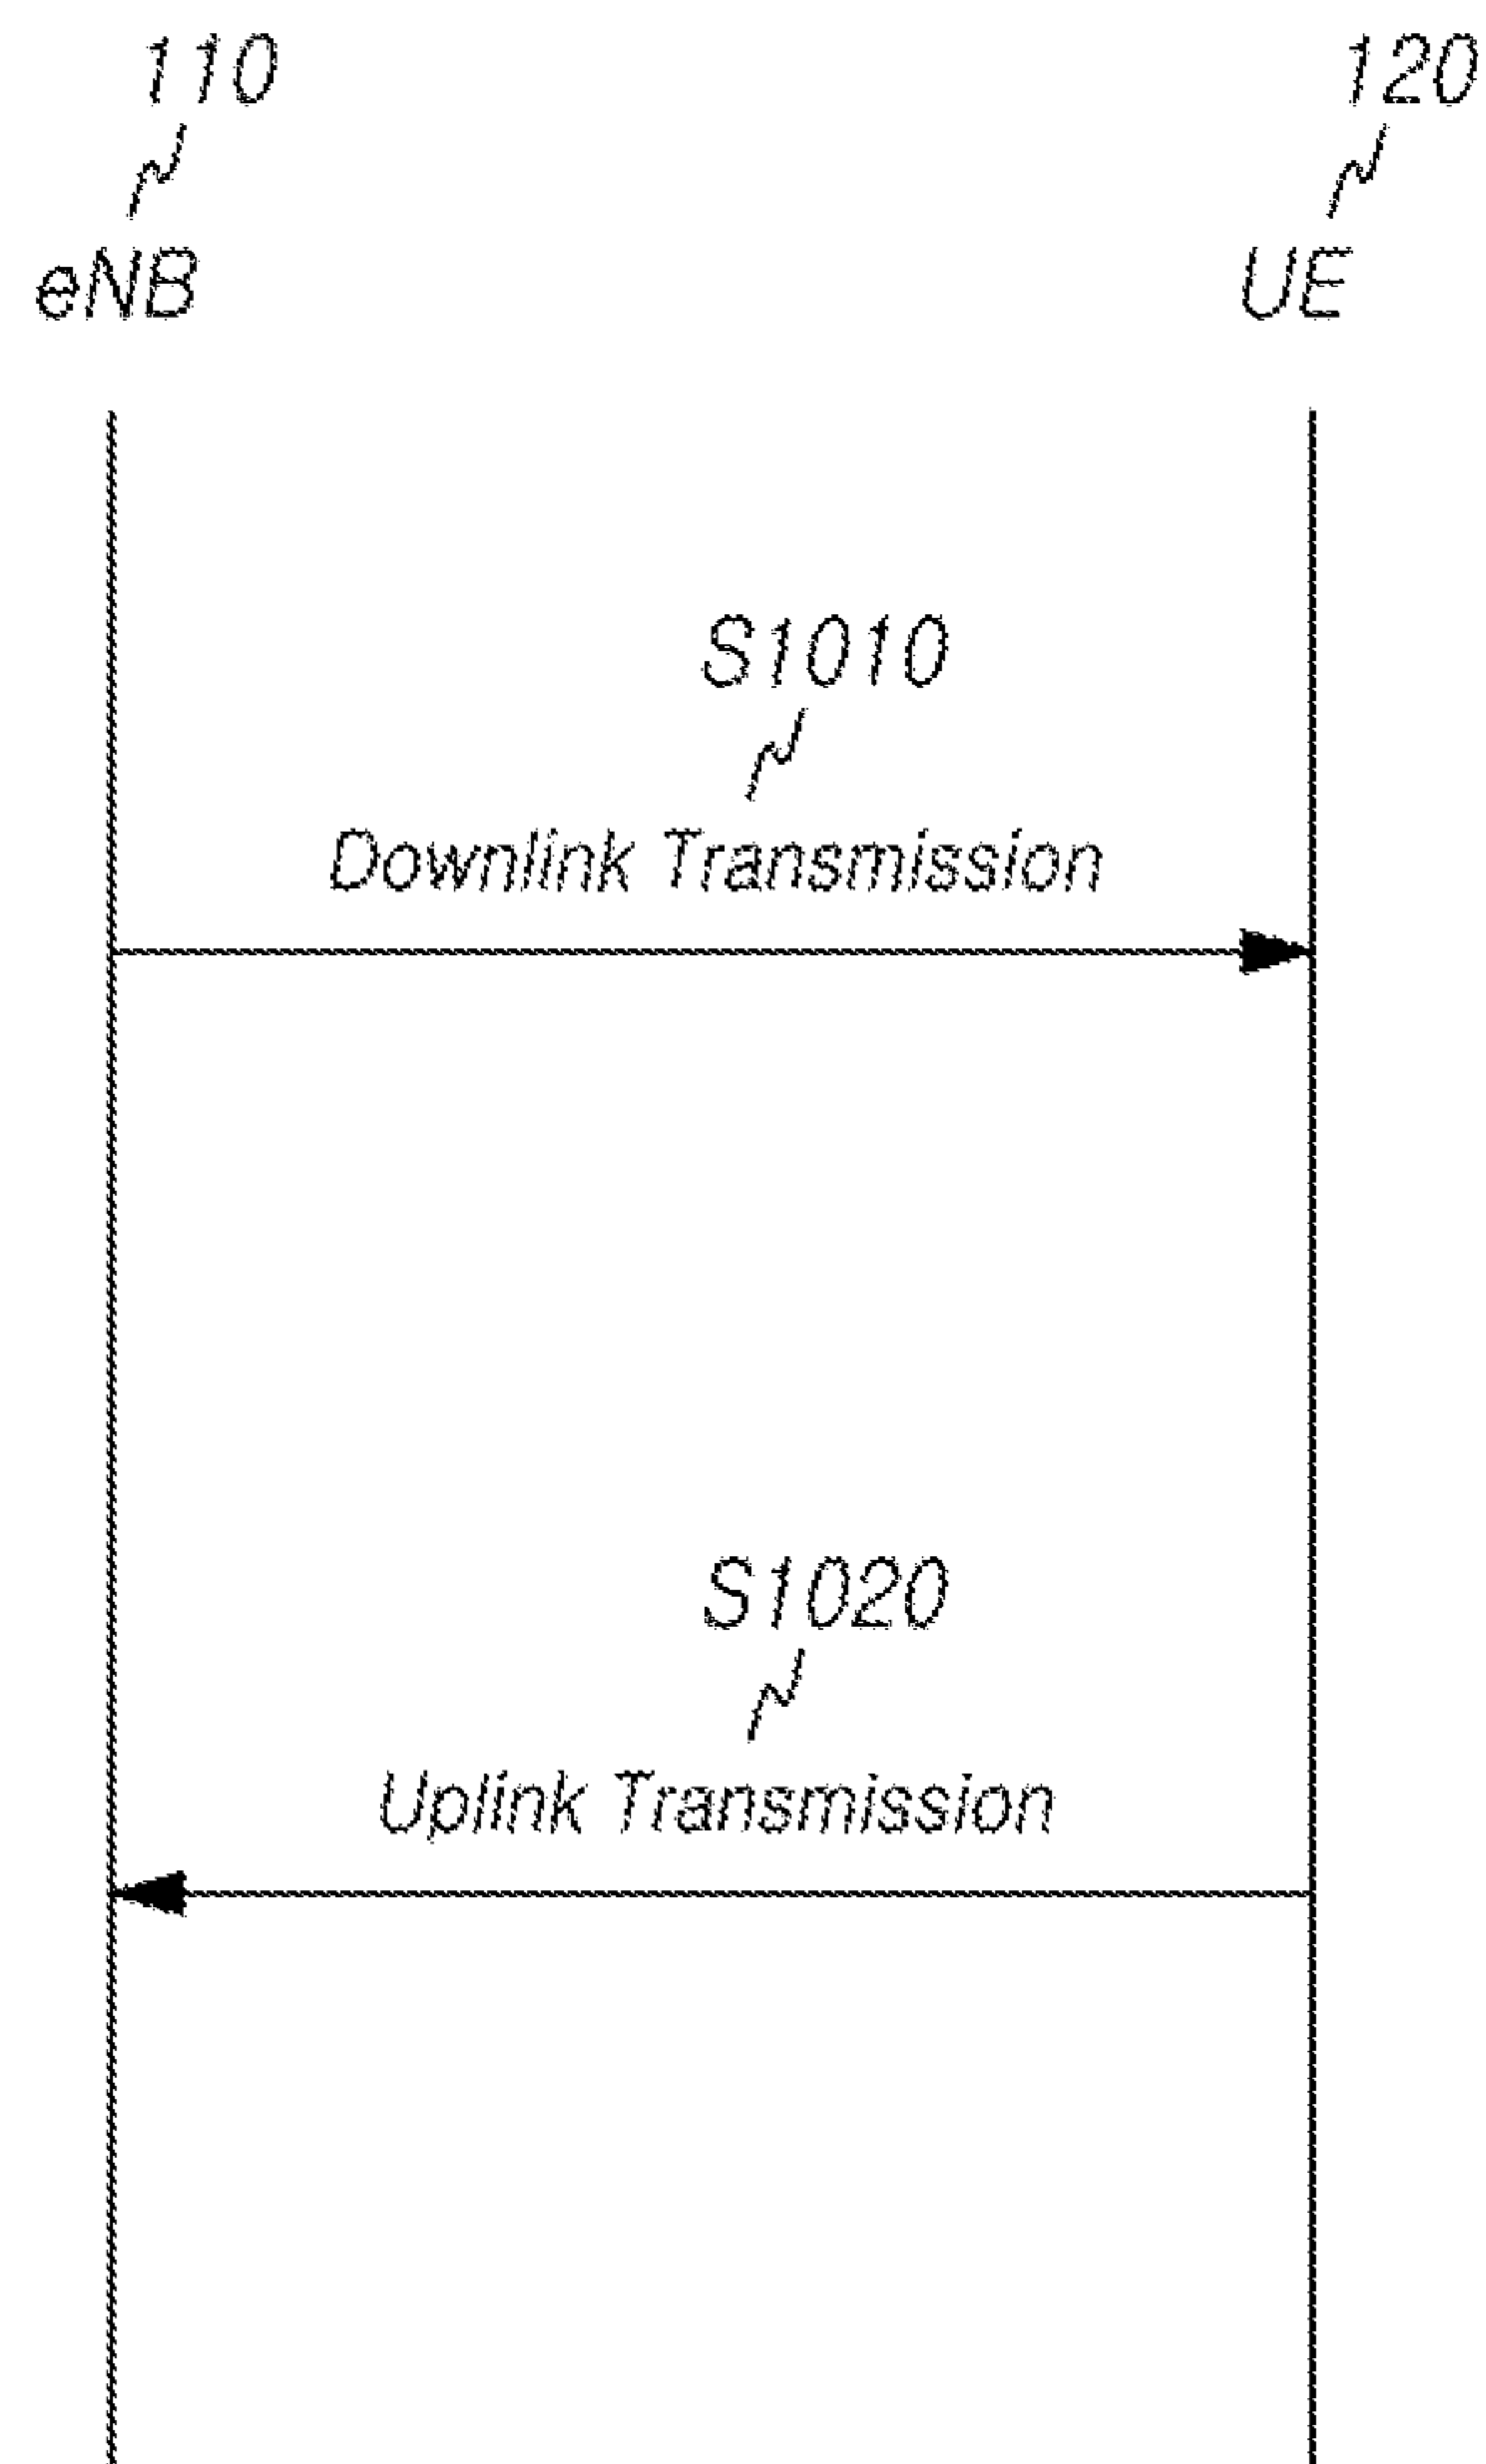 110 120
eNB UE
S1010
Downlink Transmission
S1020
Uplink Transmission